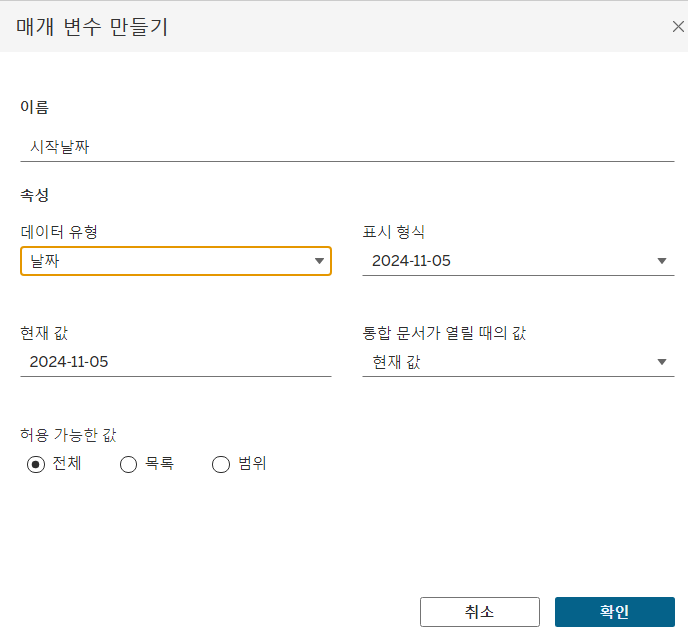 매개 변수 만들기
이름
시작날짜
속성
데이터 유형 표시 형식
날짜 2024-11-05
현재 값 통합 문서가 열릴 때의 값
2024-11-05 현재 값
허용 가능한 값
전체 목록 범위
취소 확인